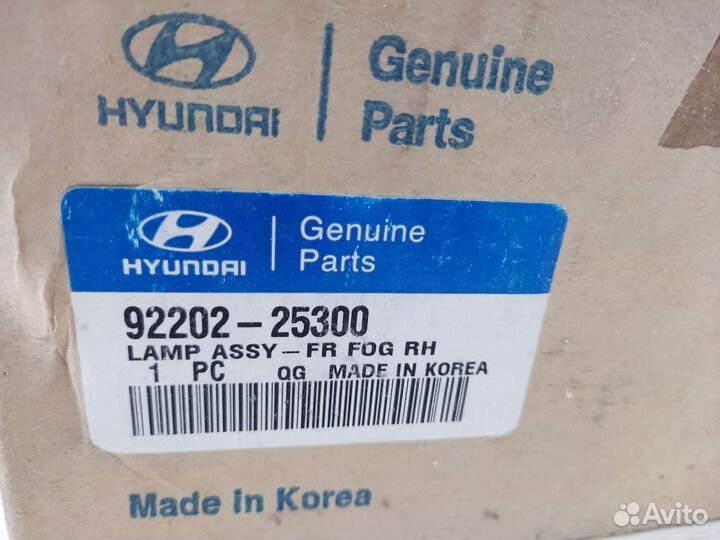 HYUNDAI
Genuine
Parts
HYUNDAI
Genuine
Parts
92202-25300
LAMP ASSY-FR FOG RH
1 PC QG MADE IN KOREA
Made in Korea
Avito